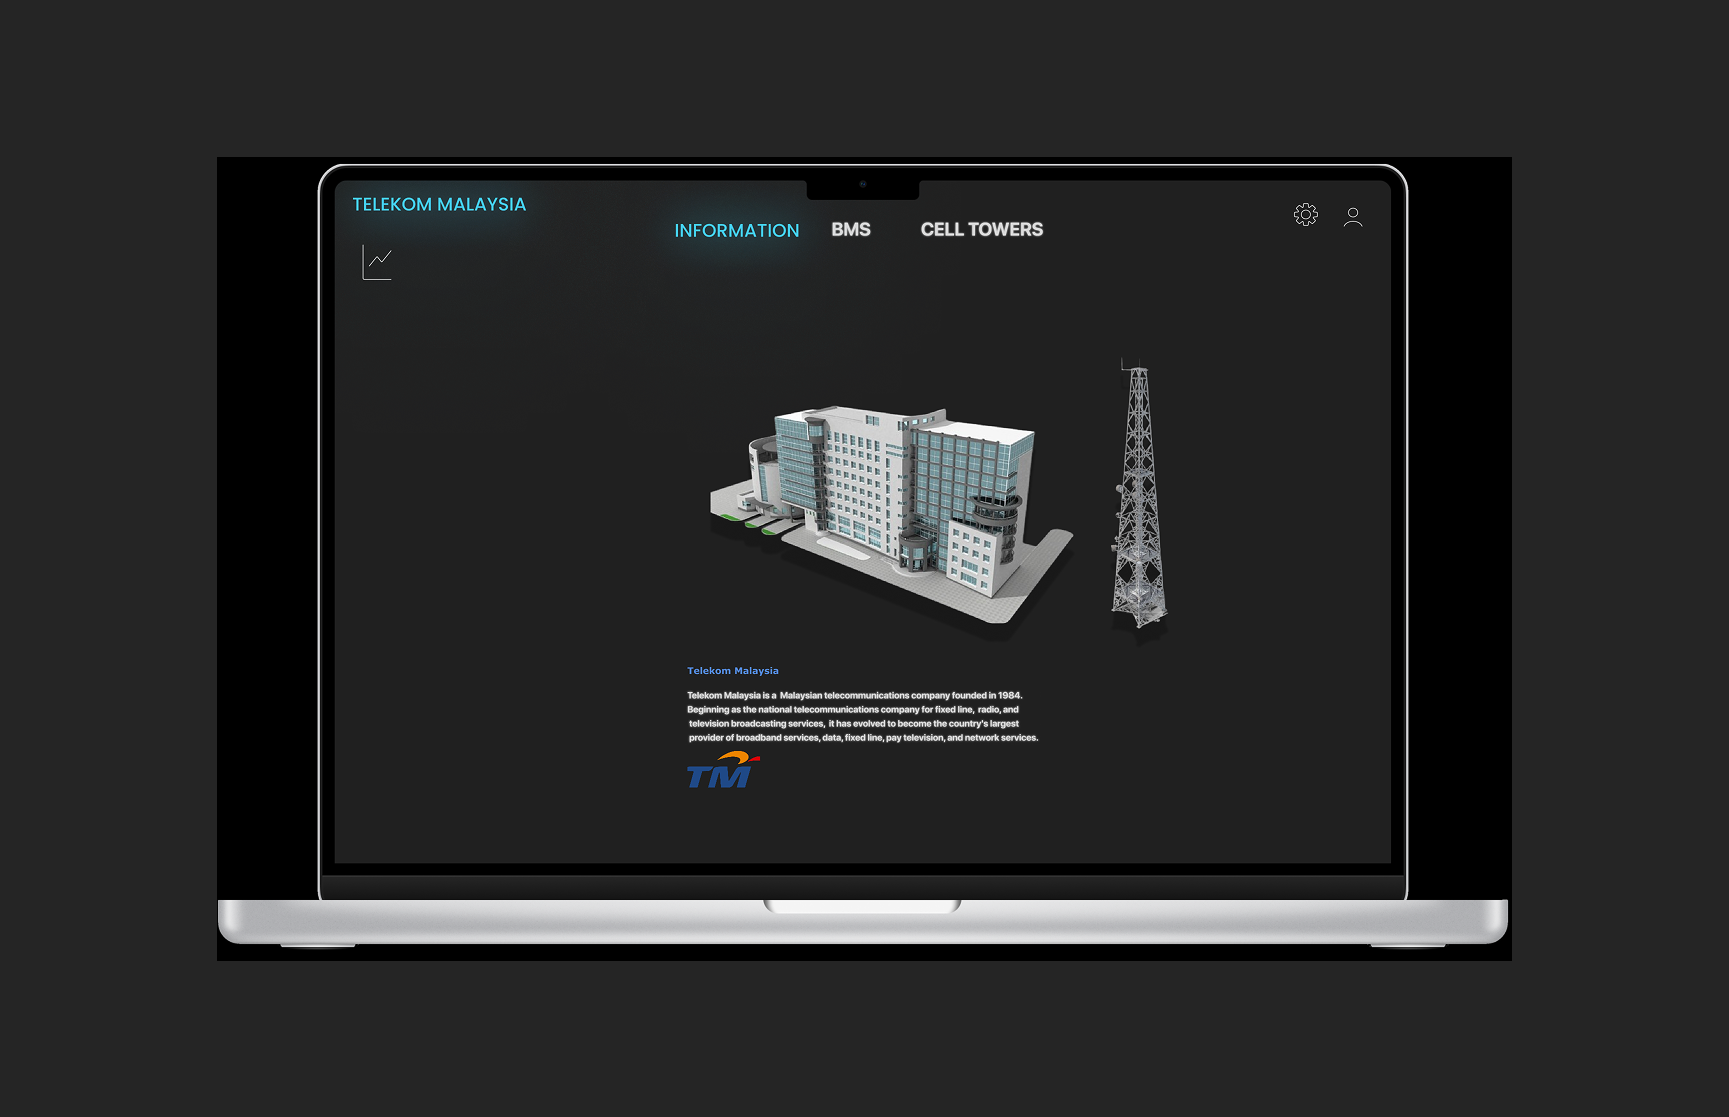 TELEKOM MALAYSIA
INFORMATION BMS CELL TOWERS
Telekom Malaysia
Telekom Malaysia is a Malaysian telecommunications company founded in 1984.
Beginning as the national telecommunications company for fixed line, radio, and
television broadcasting services, it has evolved to become the country's largest
provider of broadband services, data, fixed line, pay television, and network services.
TM